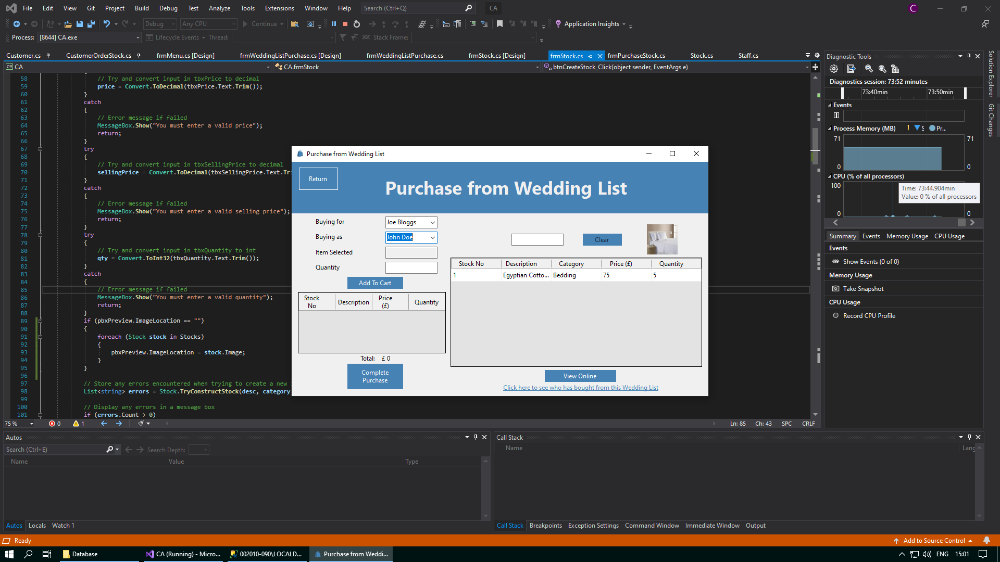 File Edit View Git Project Build Debug Test Analyze Tools Extensions Window Help Search (Ctrl+Q) CA C
Debug Any CPU Continue Application Insights
Process: [8644] CA.exe Lifecycle Events Thread: Stack Frame:
Customer.cs CustomerOrderStock.cs frmMenu.cs [Design] frmWeddingListPurchase.cs [Design] frmWeddingListPurchase.cs frmStock.cs [Design] frmStock.cs frmPurchaseStock.cs Stock.cs Staff.cs
CA CA.frmStock btnCreateStock_Click(object sender, EventArgs e)
58 // Try and convert input in tbxPrice to decimal
59 price = Convert.ToDecimal(tbxPrice.Text.Trim());
60 }
61 catch
62 {
63 // Error message if failed
64 MessageBox.Show("You must enter a valid price");
65 return;
66 }
67 try
68 {
69 // Try and convert input in tbxSellingPrice to decimal
70 sellingPrice = Convert.ToDecimal(tbxSellingPrice.Text.Tri
71 }
72 catch
73 {
74 // Error message if failed
75 MessageBox.Show("You must enter a valid selling price");
76 return;
77 }
78 try
79 {
80 // Try and convert input in tbxQuantity to int
81 qty = Convert.ToInt32(tbxQuantity.Text.Trim());
82 }
83 catch
84 {
85 // Error message if failed
86 MessageBox.Show("You must enter a valid quantity");
87 return;
88 }
89 if (pbxPreview.ImageLocation == "")
90 {
91 foreach (Stock stock in Stocks)
92 {
93 pbxPreview.ImageLocation = stock.Image;
94 }
95 }
96
97 // Store any errors encountered when trying to create a new
98 List<string> errors = Stock.TryConstructStock(desc, category
99
100 // Display any errors in a message box
101 if (errors.Count > 0)
75 % 0 1 Ln: 85 Ch: 43 SPC CRLF
Purchase from Wedding List
Return
Purchase from Wedding List
Buying for Joe Bloggs
Buying as John Doe
Item Selected
Quantity
Add To Cart
Clear
Stock No Description Price (£) Quantity
Total: £ 0
Complete Purchase
Stock No Description Category Price (£) Quantity
1 Egyptian Cotto... Bedding 75 5
View Online
Click here to see who has bought from this Wedding List
Diagnostic Tools
Diagnostics session: 73:52 minutes
73:40min 73:50min
Events
Process Memory (MB) S Pr...
71 71
0 0
CPU (% of all processors)
100
Time: 73:44.904min
Value: 0 % of all processors
0 0
Summary Events Memory Usage CPU Usage
Events
Show Events (0 of 0)
Memory Usage
Take Snapshot
CPU Usage
Record CPU Profile
Solution Explorer
Git Changes
Autos
Search (Ctrl+E) Search Depth:
Name Value Type
Autos Locals Watch 1
Call Stack
Name Lang
Call Stack Breakpoints Exception Settings Command Window Immediate Window Output
Ready Add to Source Control
Database CA (Running) - Micro... 002010-090\LOCALD... Purchase from Weddi... ENG 15:01